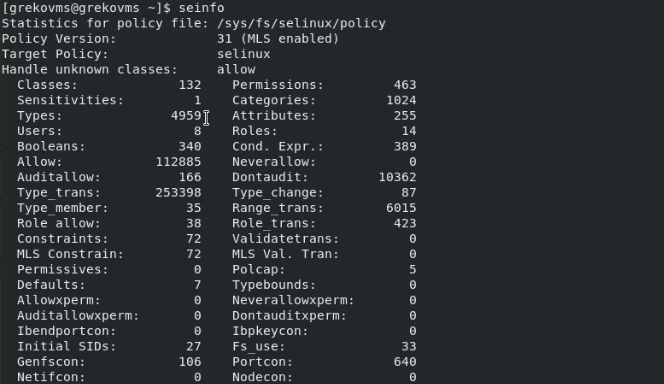 [grekovms@grekovms ~]$ seinfo
Statistics for policy file: /sys/fs/selinux/policy
Policy Version:             31 (MLS enabled)
Target Policy:              selinux
Handle unknown classes:     allow
  Classes:             132    Permissions:         463
  Sensitivities:         1    Categories:         1024
  Types:              4959    Attributes:          255
  Users:                 8    Roles:                14
  Booleans:            340    Cond. Expr.:         389
  Allow:            112885    Neverallow:            0
  Auditallow:          166    Dontaudit:         10362
  Type_trans:       253398    Type_change:          87
  Type_member:          35    Range_trans:        6015
  Role allow:           38    Role_trans:          423
  Constraints:          72    Validatetrans:         0
  MLS Constrain:        72    MLS Val. Tran:         0
  Permissives:           0    Polcap:                5
  Defaults:              7    Typebounds:            0
  Allowxperm:            0    Neverallowxperm:       0
  Auditallowxperm:       0    Dontauditxperm:        0
  Ibendportcon:          0    Ibpkeycon:             0
  Initial SIDs:         27    Fs_use:               33
  Genfscon:            106    Portcon:             640
  Netifcon:              0    Nodecon:               0